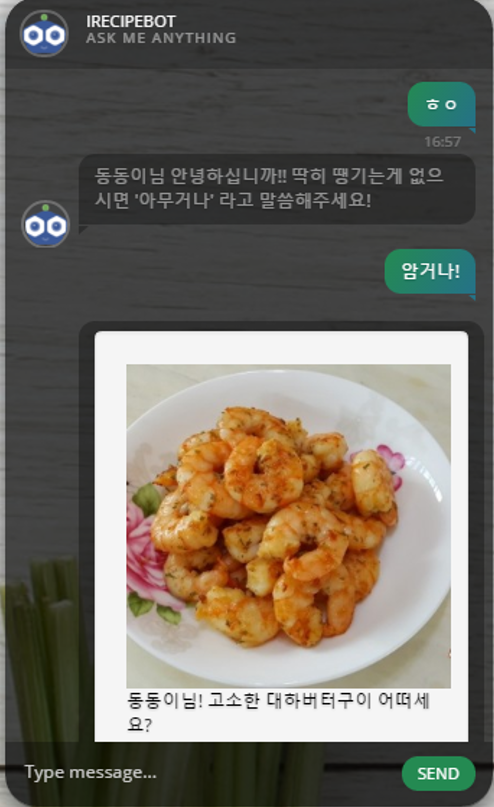 IRECIPEBOT
ASK ME ANYTHING
ㅎㅇ
16:57
동동이님 안녕하십니까!! 딱히 땡기는게 없으
시면 '아무거나' 라고 말씀해주세요!
암거나!
동동이님! 고소한 대하버터구이 어떠세
요?
Type message...
SEND